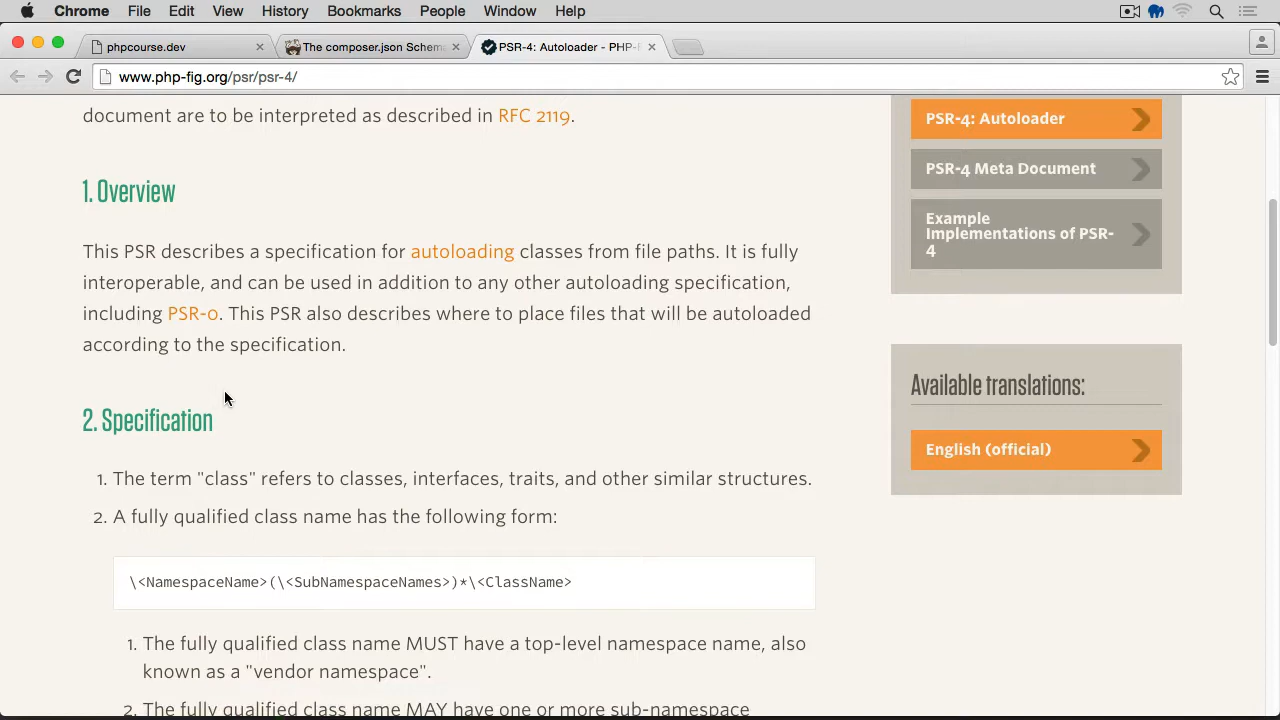 Chrome File Edit View History Bookmarks People Window Help
phpcourse.dev
The composer.json Schem
PSR-4: Autoloader - PHP-F
www.php-fig.org/psr/psr-4/
document are to be interpreted as described in RFC 2119.
1. Overview
This PSR describes a specification for autoloading classes from file paths. It is fully
interoperable, and can be used in addition to any other autoloading specification,
including PSR-0. This PSR also describes where to place files that will be autoloaded
according to the specification.
2. Specification
1. The term "class" refers to classes, interfaces, traits, and other similar structures.
2. A fully qualified class name has the following form:
\<NamespaceName>(\<SubNamespaceNames>)*\<ClassName>
1. The fully qualified class name MUST have a top-level namespace name, also
known as a "vendor namespace".
2. The fully qualified class name MAY have one or more sub-namespace
PSR-4: Autoloader
PSR-4 Meta Document
Example
Implementations of PSR-
4
Available translations:
English (official)